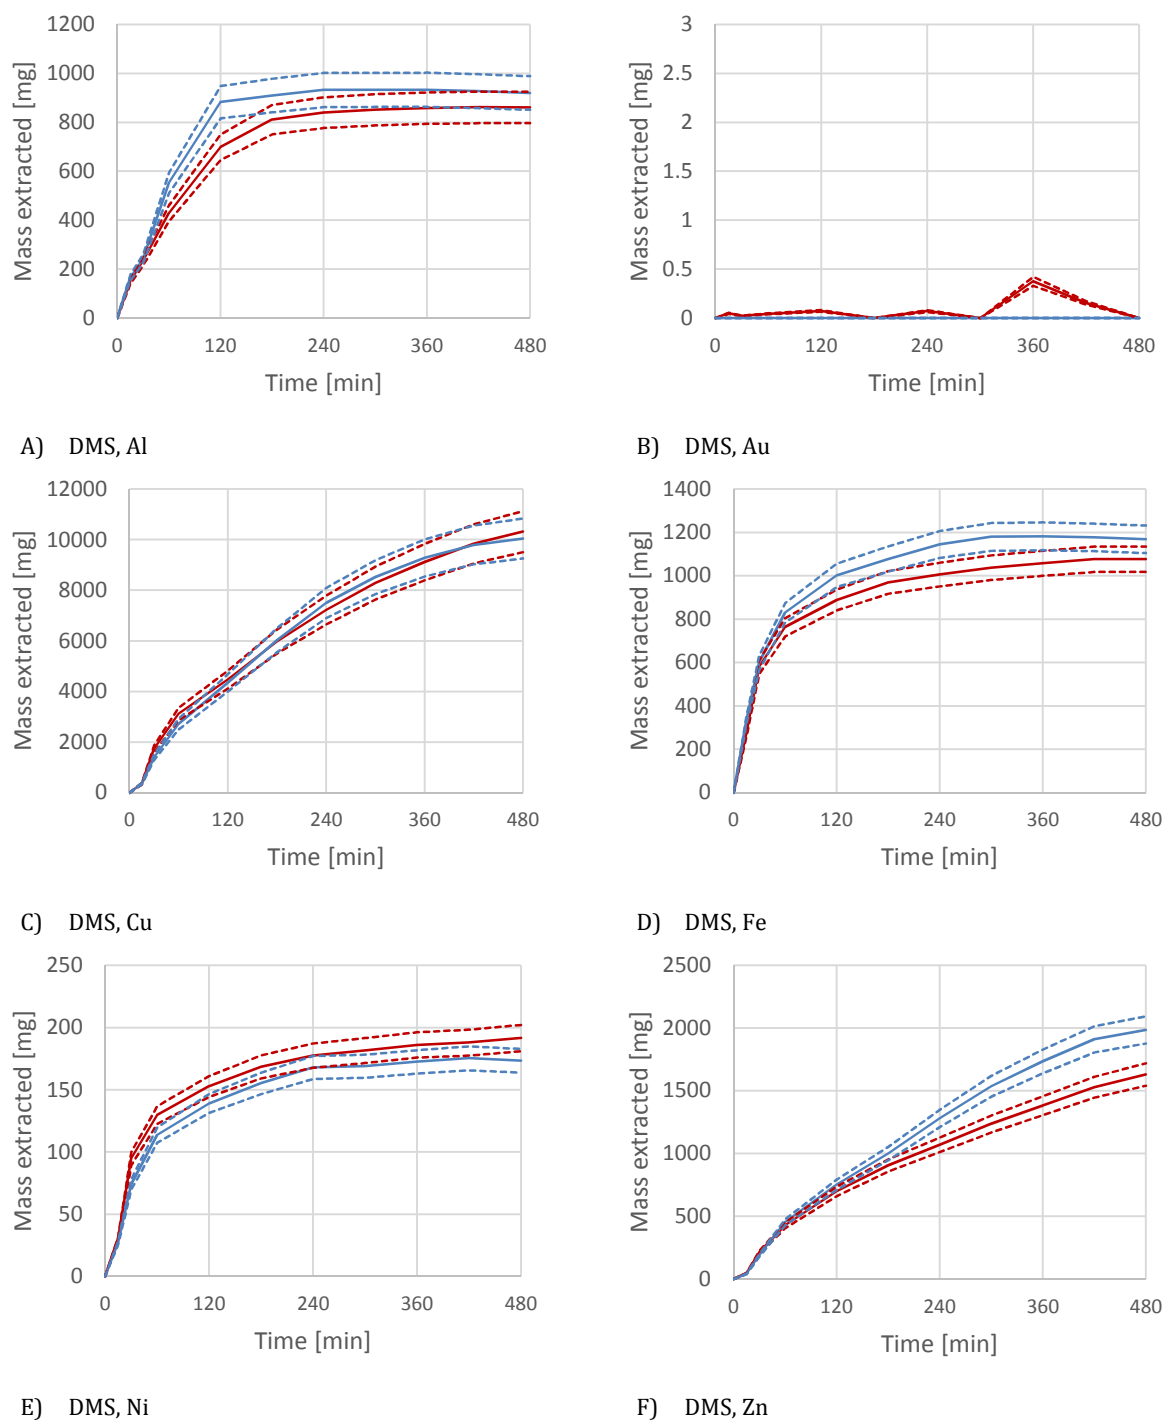 1200
1000
800
600
400
200
0
0 120 240 360 480
Mass extracted [mg]
Time [min]
A) DMS, Al
3
2.5
2
1.5
1
0.5
0
0 120 240 360 480
Mass extracted [mg]
Time [min]
B) DMS, Au
12000
10000
8000
6000
4000
2000
0
0 120 240 360 480
Mass extracted [mg]
Time [min]
C) DMS, Cu
1400
1200
1000
800
600
400
200
0
0 120 240 360 480
Mass extracted [mg]
Time [min]
D) DMS, Fe
250
200
150
100
50
0
0 120 240 360 480
Mass extracted [mg]
Time [min]
E) DMS, Ni
2500
2000
1500
1000
500
0
0 120 240 360 480
Mass extracted [mg]
Time [min]
F) DMS, Zn